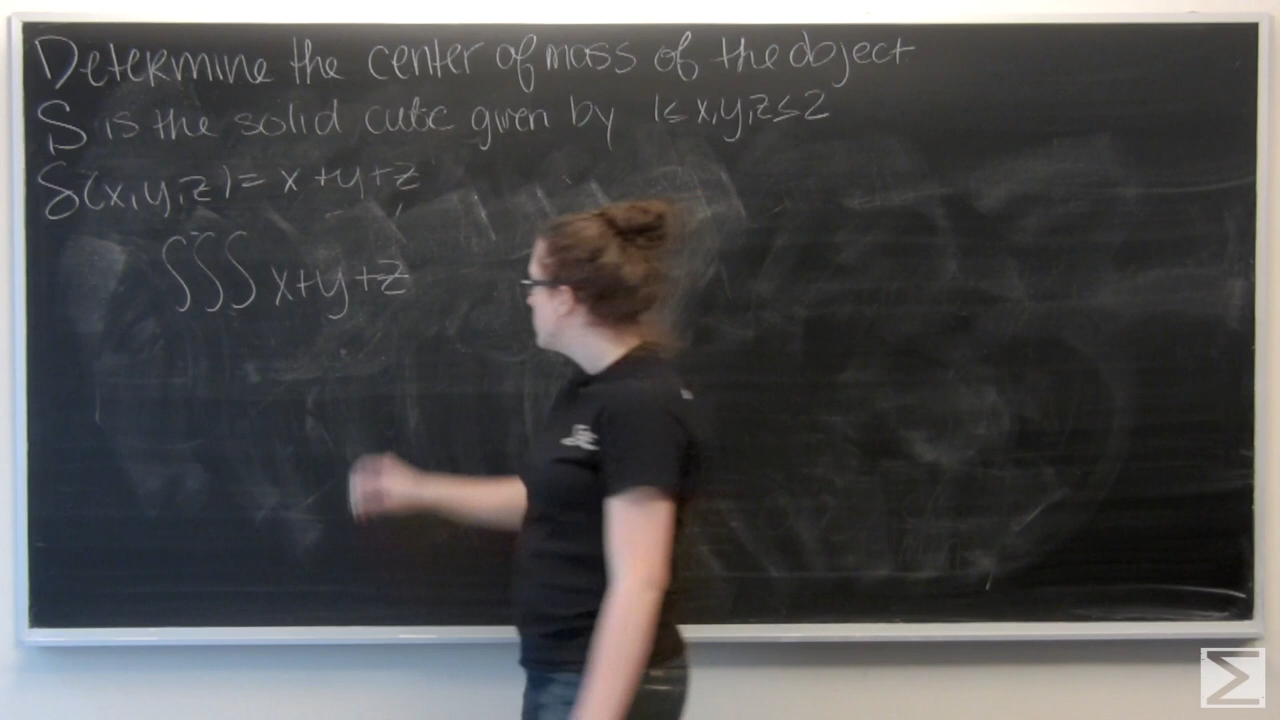 Determine the center of mass of the object
S is the solid cube given by 1≤x,y,z≤2
δ(x,y,z)=x+y+z
∫∫∫ x+y+z
Σ